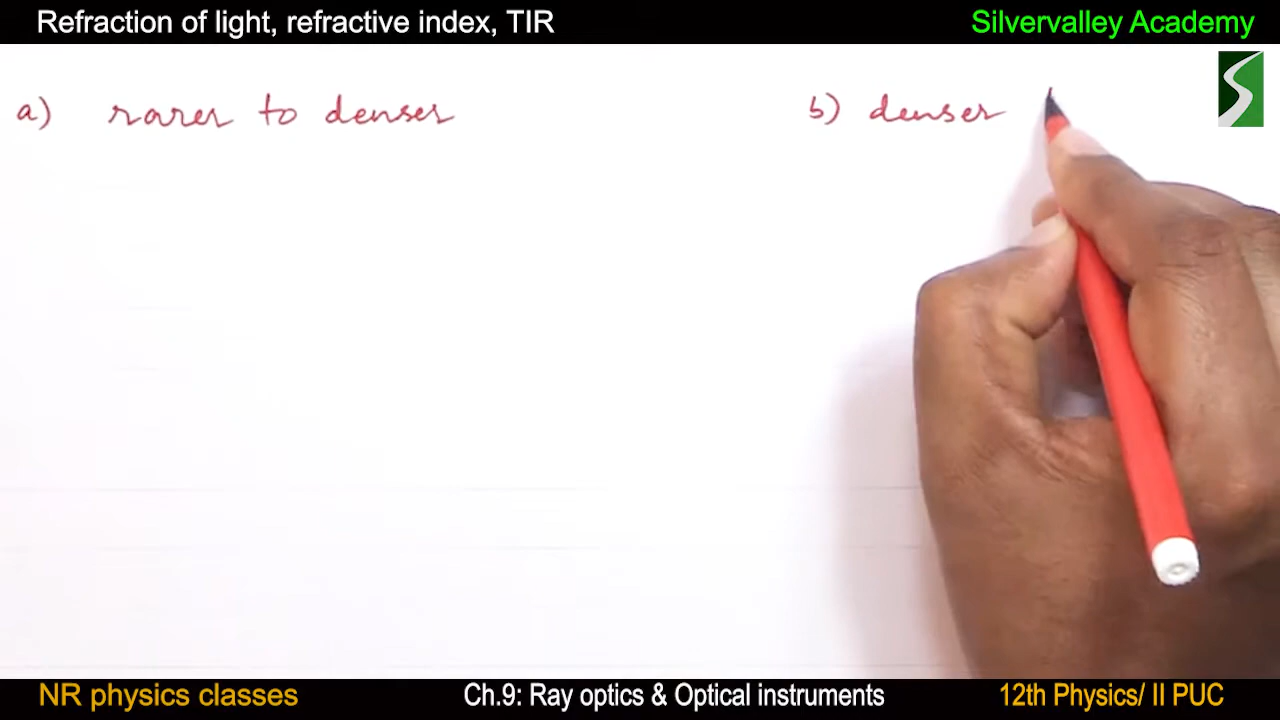 Refraction of light, refractive index, TIR
Silvervalley Academy
a) rarer to denser
b) denser
NR physics classes
Ch.9: Ray optics & Optical instruments
12th Physics/ II PUC